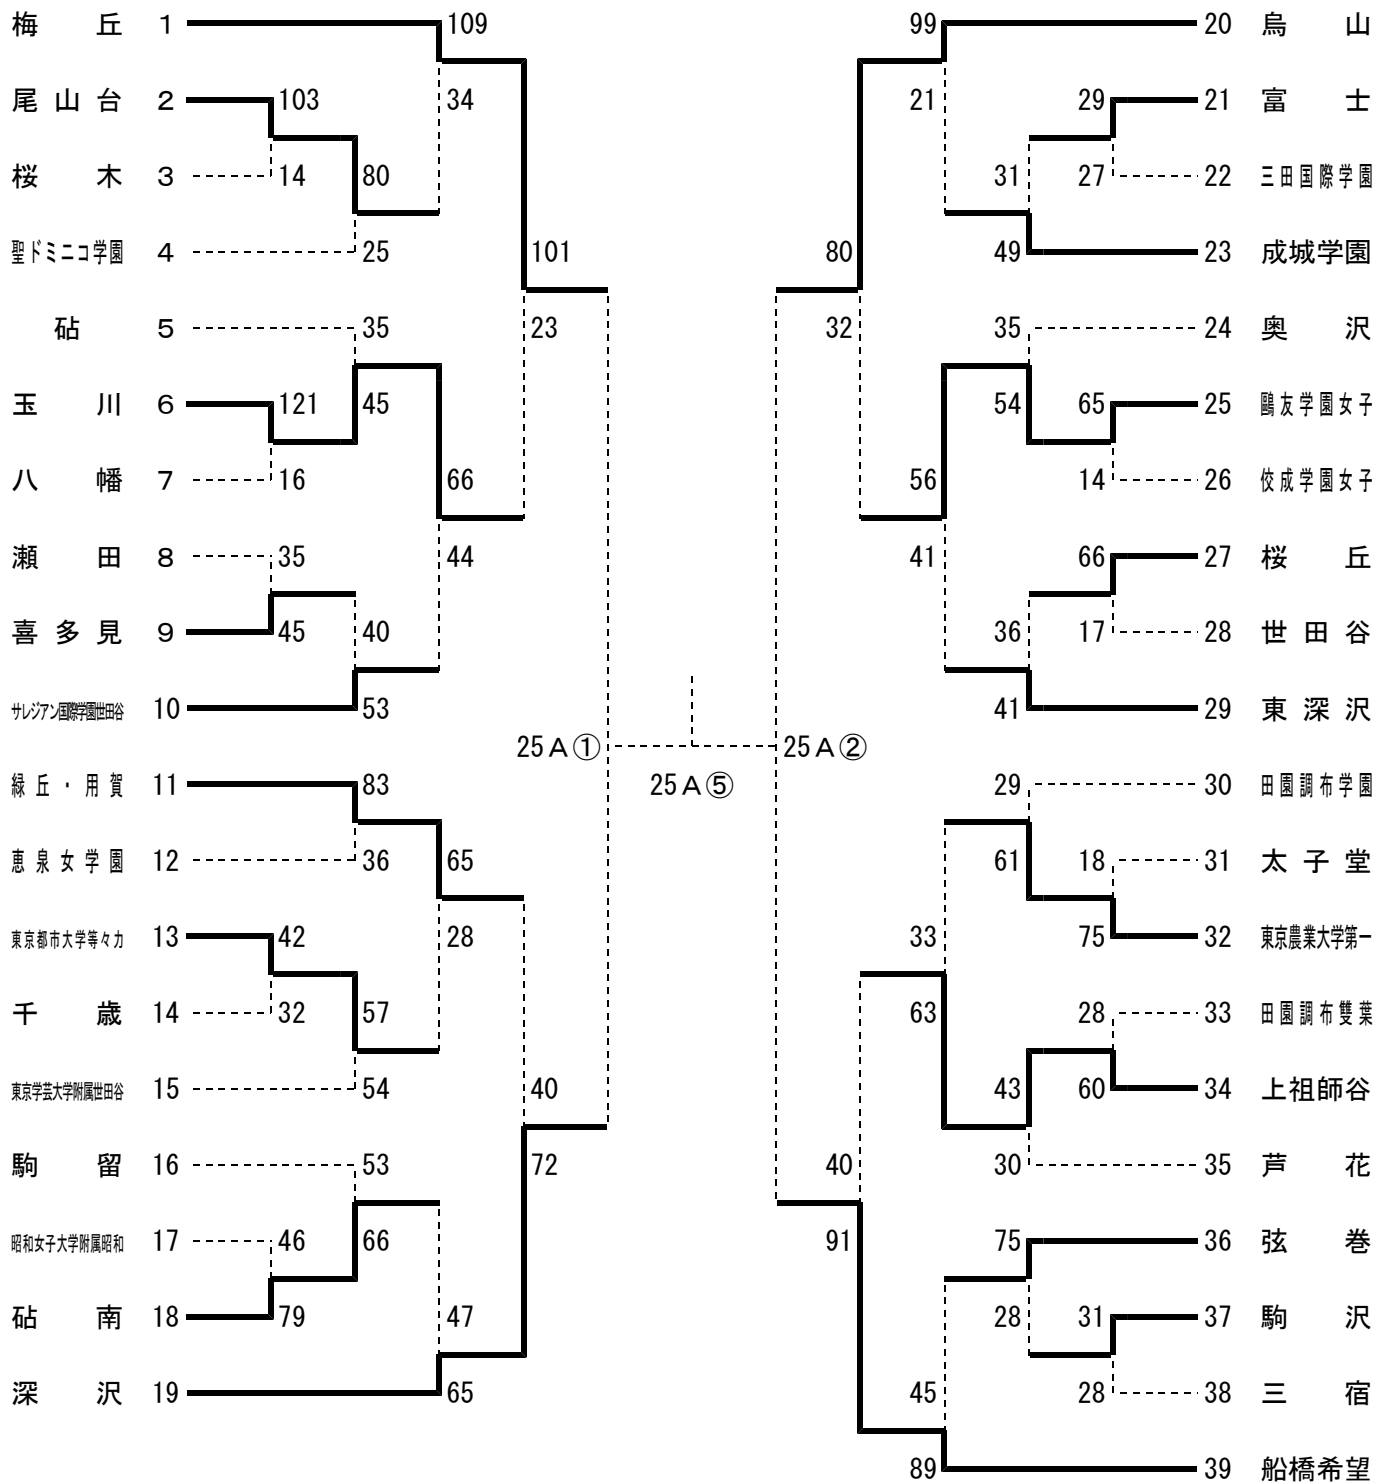 梅丘 1 109 99 20 烏山
尾山台 2 103 34 21 29 21 富士
桜木 3 14 80 31 27 22 三田国際学園
聖ドミニコ学園 4 25 101 80 49 23 成城学園
砧 5 35 23 32 35 24 奥沢
玉川 6 121 45 54 65 25 鷗友学園女子
八幡 7 16 66 56 14 26 佼成学園女子
瀬田 8 35 44 41 66 27 桜丘
喜多見 9 45 40 36 17 28 世田谷
サレジアン国際学園世田谷 10 53 41 29 東深沢
25A① 25A②
緑丘・用賀 11 83 25A⑤ 29 30 田園調布学園
恵泉女学園 12 36 65 61 18 31 太子堂
東京都市大学等々力 13 42 28 33 75 32 東京農業大学第一
千歳 14 32 57 63 28 33 田園調布雙葉
東京学芸大学附属世田谷 15 54 40 43 60 34 上祖師谷
駒留 16 53 72 40 30 35 芦花
昭和女子大学附属昭和 17 46 66 91 75 36 弦巻
砧南 18 79 47 28 31 37 駒沢
深沢 19 65 45 28 38 三宿
89 39 船橋希望